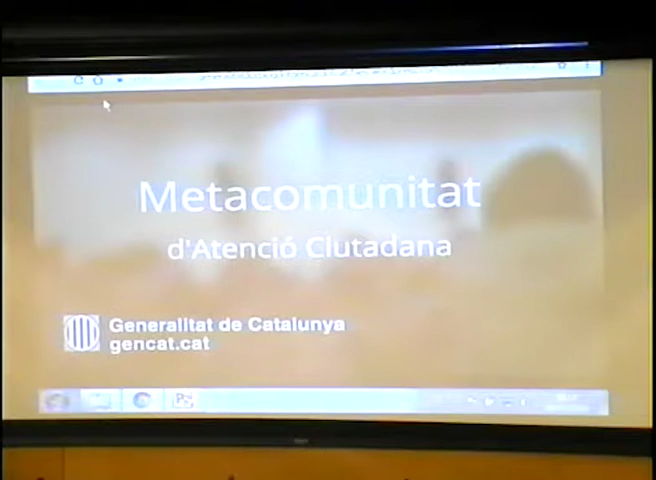 Metacomunitat
d'Atenció Ciutadana
Generalitat de Catalunya
gencat.cat